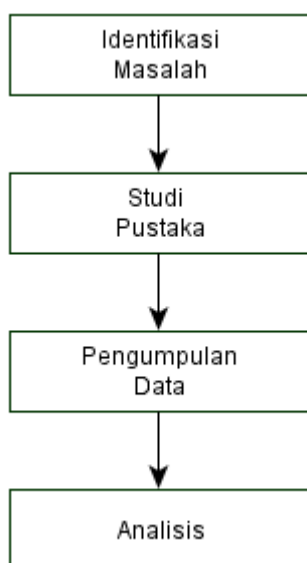 Identifikasi
Masalah
Studi
Pustaka
Pengumpulan
Data
Analisis